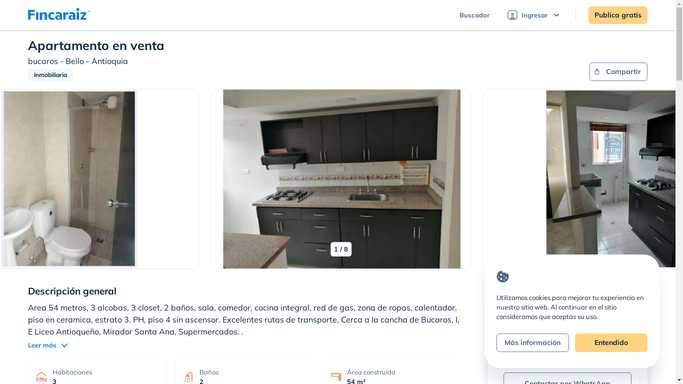 Fincaraiz
Buscador
Ingresar
Publica gratis
Apartamento en venta
bucaros - Bello - Antioquia
Inmobiliaria
Compartir
1 / 8
Descripción general
Area 54 metros, 3 alcobas, 3 closet, 2 baños, sala, comedor, cocina integral, red de gas, zona de ropas, calentador,
piso en ceramica, estrato 3, PH, piso 4 sin ascensor. Excelentes rutas de transporte, Cerca a la cancha de Bucaros, I,
E Liceo Antioqueño, Mirador Santa Ana, Supermercados. .
Leer más
Habitaciones
3
Baños
2
Área construida
54 m²
Utilizamos cookies para mejorar tu experiencia en
nuestro sitio web. Al continuar en el sitio
consideramos que aceptas su uso.
Más información
Entendido
Contactar por WhatsApp